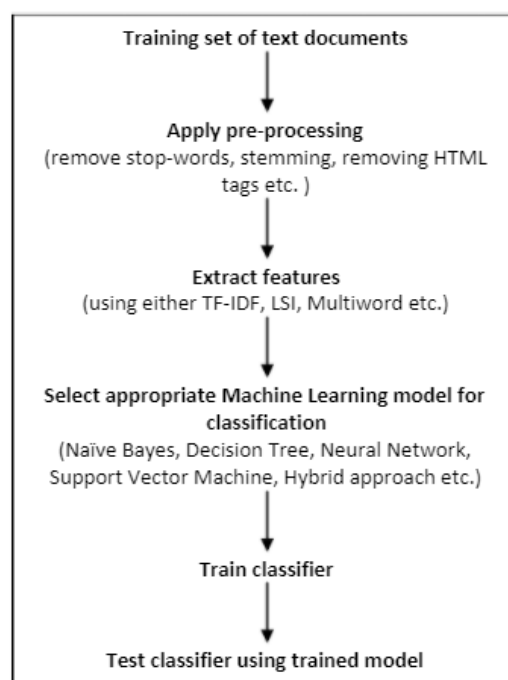 Training set of text documents
Apply pre-processing
(remove stop-words, stemming, removing HTML
tags etc. )
Extract features
(using either TF-IDF, LSI, Multiword etc.)
Select appropriate Machine Learning model for
classification
(Naïve Bayes, Decision Tree, Neural Network,
Support Vector Machine, Hybrid approach etc.)
Train classifier
Test classifier using trained model